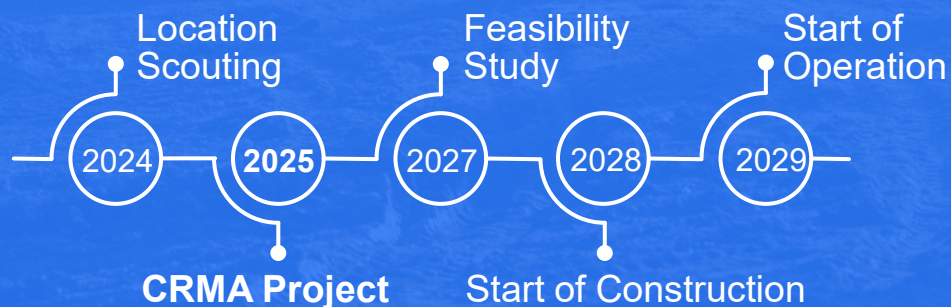 Location
Scouting
Feasibility
Study
Start of
Operation
2024
2025
2027
2028
2029
CRMA Project
Start of Construction